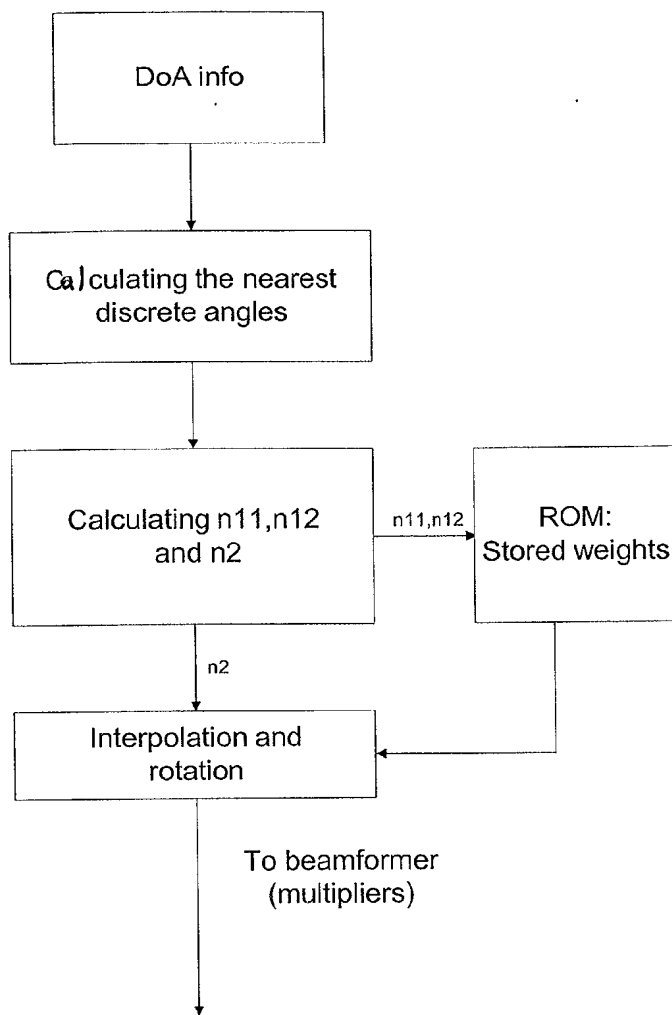 DoA info
Calculating the nearest
discrete angles
Calculating n11,n12
and n2
n11,n12
ROM:
Stored weights
n2
Interpolation and
rotation
To beamformer
(multipliers)